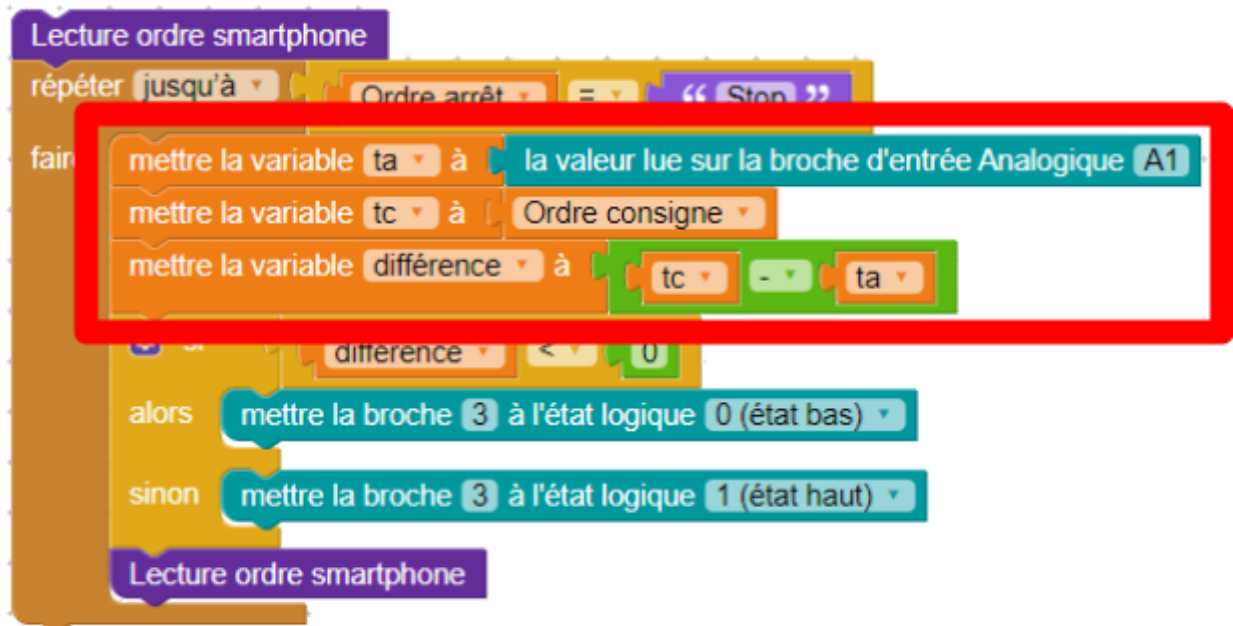 Lecture ordre smartphone
répéter jusqu'à Ordre arrêt = “ Stop ”
faire mettre la variable ta à la valeur lue sur la broche d'entrée Analogique A1
mettre la variable tc à Ordre consigne
mettre la variable différence à tc - ta
si différence < 0
alors mettre la broche 3 à l'état logique 0 (état bas)
sinon mettre la broche 3 à l'état logique 1 (état haut)
Lecture ordre smartphone